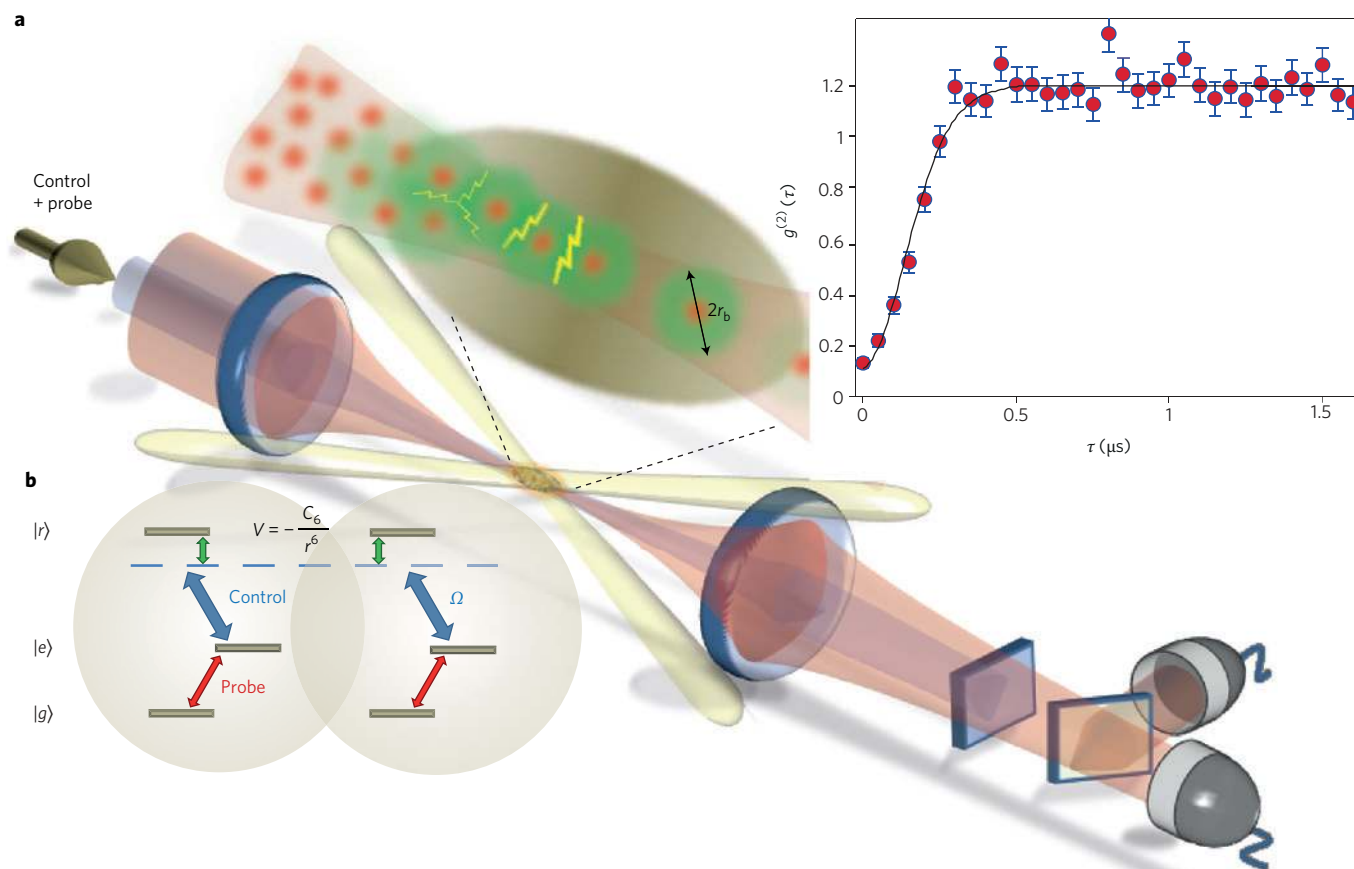 a
Control
+ probe
2r_b
g^(2) (τ)
1.2
1
0.8
0.6
0.4
0.2
0
0
0.5
1
1.5
τ (μs)
b
|r⟩
V = − C_6 / r^6
Control
Ω
|e⟩
Probe
|g⟩